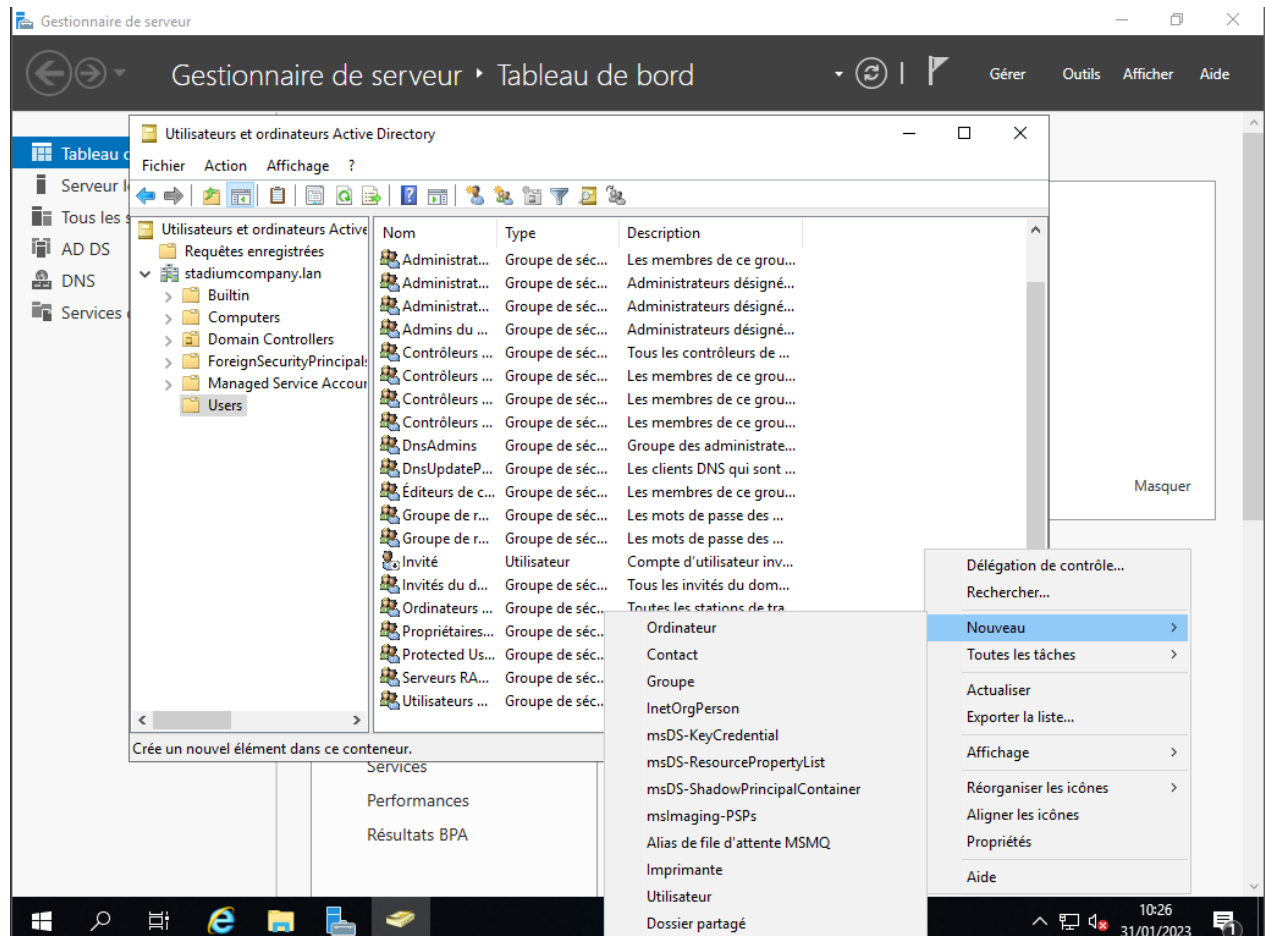 Gestionnaire de serveur
Gestionnaire de serveur ‣ Tableau de bord
Gérer Outils Afficher Aide
Tableau d
Serveur l
Tous les s
AD DS
DNS
Services
Utilisateurs et ordinateurs Active Directory
Fichier Action Affichage ?
Utilisateurs et ordinateurs Active
Requêtes enregistrées
stadiumcompany.lan
Builtin
Computers
Domain Controllers
ForeignSecurityPrincipals
Managed Service Accour
Users
Nom Type Description
Administrat... Groupe de séc... Les membres de ce grou...
Administrat... Groupe de séc... Administrateurs désigné...
Administrat... Groupe de séc... Administrateurs désigné...
Admins du ... Groupe de séc... Administrateurs désigné...
Contrôleurs ... Groupe de séc... Tous les contrôleurs de ...
Contrôleurs ... Groupe de séc... Les membres de ce grou...
Contrôleurs ... Groupe de séc... Les membres de ce grou...
Contrôleurs ... Groupe de séc... Les membres de ce grou...
DnsAdmins Groupe de séc... Groupe des administrate...
DnsUpdateP... Groupe de séc... Les clients DNS qui sont ...
Éditeurs de c... Groupe de séc... Les membres de ce grou...
Groupe de r... Groupe de séc... Les mots de passe des ...
Groupe de r... Groupe de séc... Les mots de passe des ...
Invité Utilisateur Compte d'utilisateur inv...
Invités du d... Groupe de séc... Tous les invités du dom...
Ordinateurs ... Groupe de séc... Toutes les stations de tra
Propriétaires... Groupe de séc..
Protected Us... Groupe de séc..
Serveurs RA... Groupe de séc..
Utilisateurs ... Groupe de séc..
Crée un nouvel élément dans ce conteneur.
Masquer
Services
Performances
Résultats BPA
Délégation de contrôle...
Rechercher...
Nouveau
Toutes les tâches
Actualiser
Exporter la liste...
Affichage
Réorganiser les icônes
Aligner les icônes
Propriétés
Aide
Ordinateur
Contact
Groupe
InetOrgPerson
msDS-KeyCredential
msDS-ResourcePropertyList
msDS-ShadowPrincipalContainer
msImaging-PSPs
Alias de file d'attente MSMQ
Imprimante
Utilisateur
Dossier partagé
10:26
31/01/2023
1